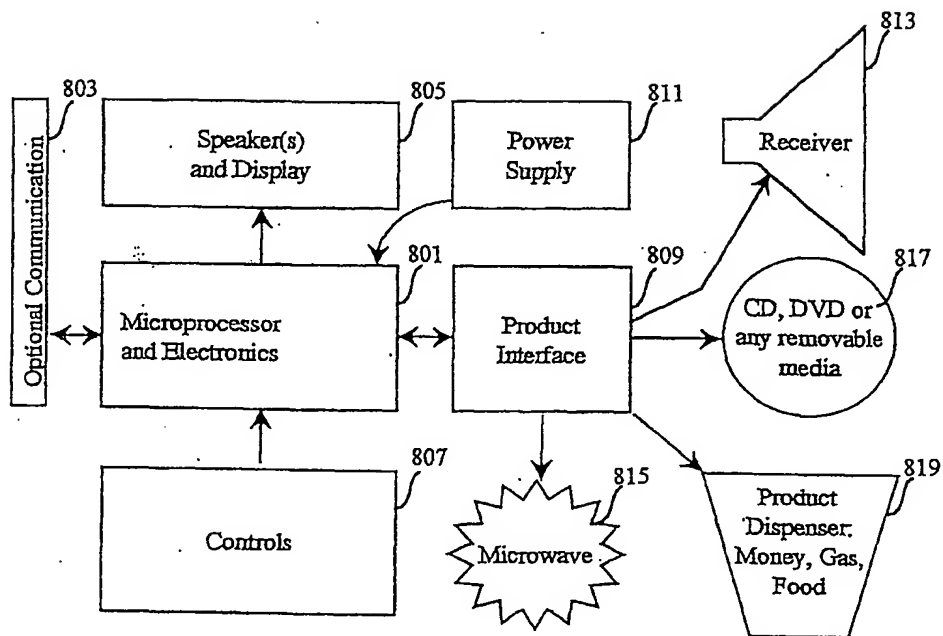 803
Optional Communication
805
Speaker(s)
and Display
811
Power
Supply
813
Receiver
801
Microprocessor
and Electronics
809
Product
Interface
817
CD, DVD or
any removable
media
807
Controls
815
Microwave
819
Product
Dispenser:
Money, Gas,
Food